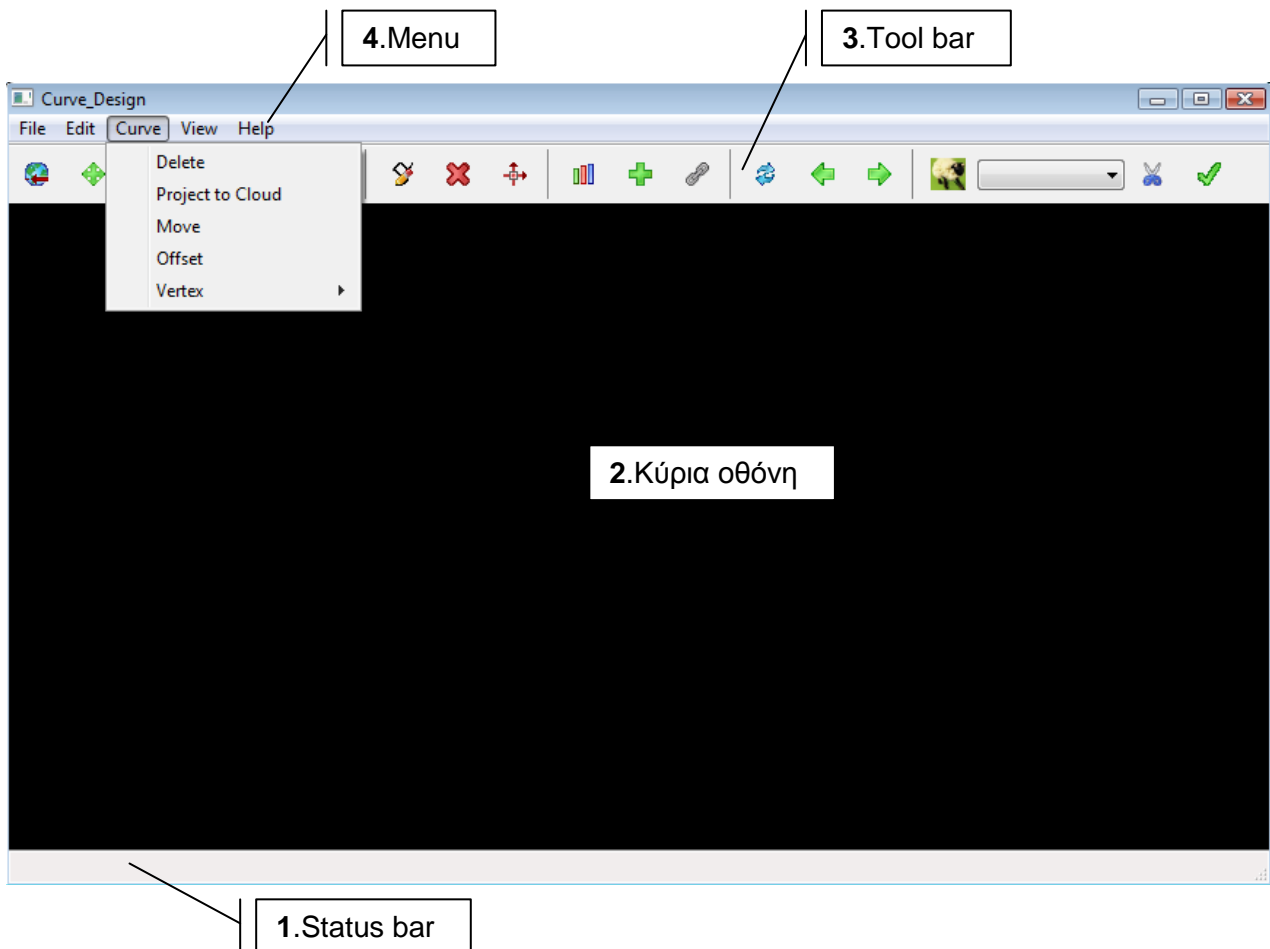 4.Menu
3.Tool bar
Curve_Design
File Edit Curve View Help
Delete
Project to Cloud
Move
Offset
Vertex
2.Κύρια οθόνη
1.Status bar